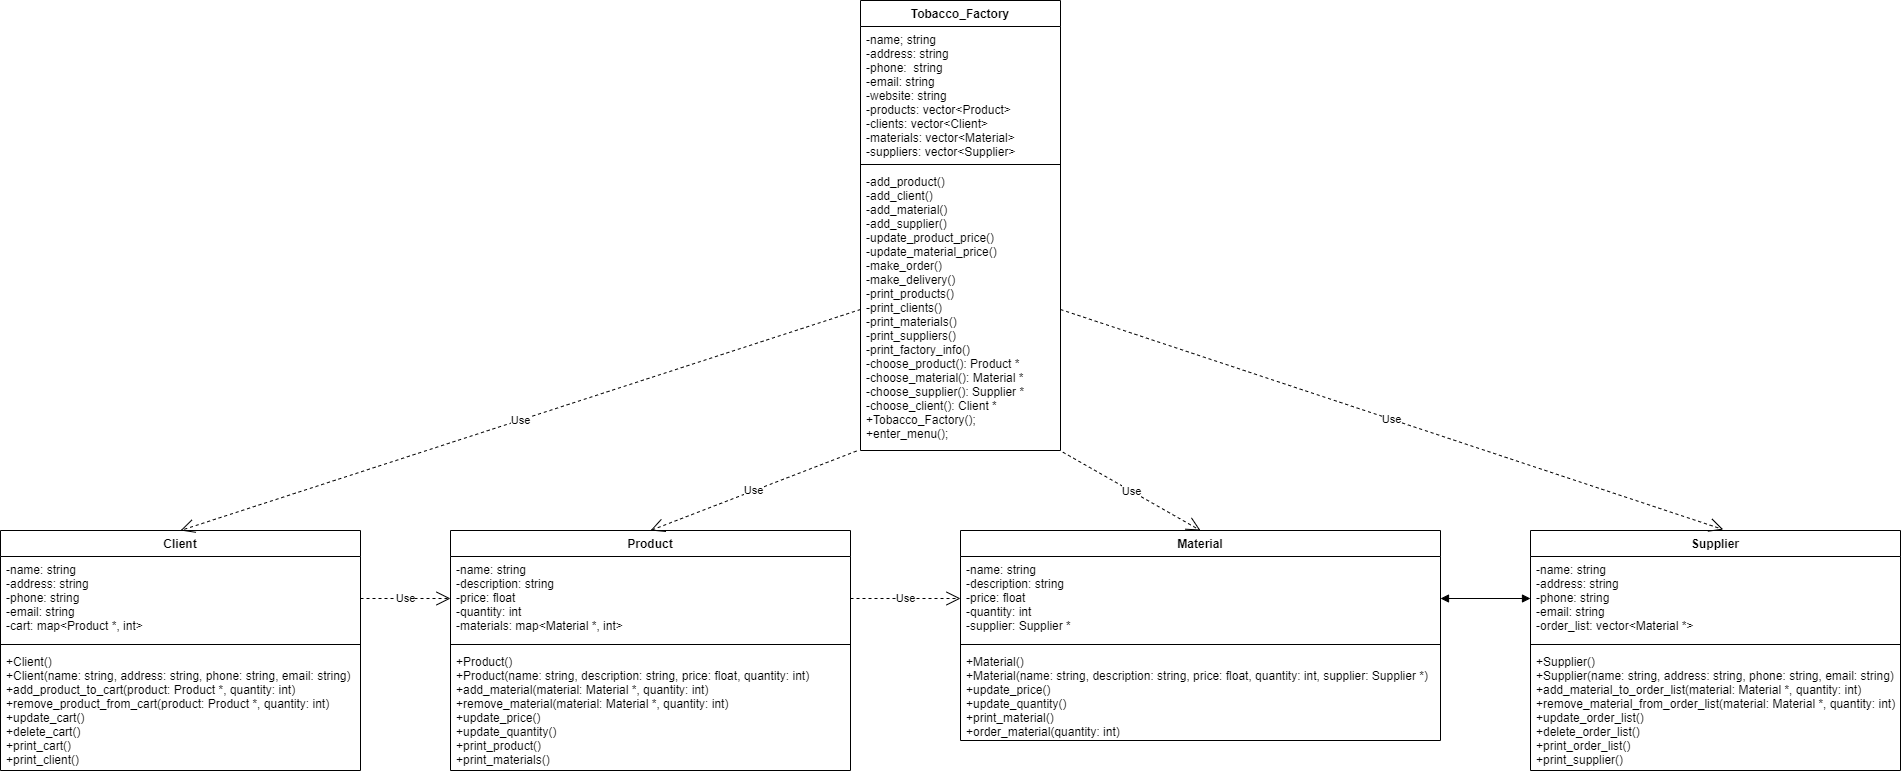 Tobacco_Factory
-name; string
-address: string
-phone:  string
-email: string
-website: string
-products: vector<Product>
-clients: vector<Client>
-materials: vector<Material>
-suppliers: vector<Supplier>
-add_product()
-add_client()
-add_material()
-add_supplier()
-update_product_price()
-update_material_price()
-make_order()
-make_delivery()
-print_products()
-print_clients()
-print_materials()
-print_suppliers()
-print_factory_info()
-choose_product(): Product *
-choose_material(): Material *
-choose_supplier(): Supplier *
-choose_client(): Client *
+Tobacco_Factory();
+enter_menu();
Use
Use
Use
Use
Client
-name: string
-address: string
-phone: string
-email: string
-cart: map<Product *, int>
+Client()
+Client(name: string, address: string, phone: string, email: string)
+add_product_to_cart(product: Product *, quantity: int)
+remove_product_from_cart(product: Product *, quantity: int)
+update_cart()
+delete_cart()
+print_cart()
+print_client()
Use
Product
-name: string
-description: string
-price: float
-quantity: int
-materials: map<Material *, int>
+Product()
+Product(name: string, description: string, price: float, quantity: int)
+add_material(material: Material *, quantity: int)
+remove_material(material: Material *, quantity: int)
+update_price()
+update_quantity()
+print_product()
+print_materials()
Use
Material
-name: string
-description: string
-price: float
-quantity: int
-supplier: Supplier *
+Material()
+Material(name: string, description: string, price: float, quantity: int, supplier: Supplier *)
+update_price()
+update_quantity()
+print_material()
+order_material(quantity: int)
Supplier
-name: string
-address: string
-phone: string
-email: string
-order_list: vector<Material *>
+Supplier()
+Supplier(name: string, address: string, phone: string, email: string)
+add_material_to_order_list(material: Material *, quantity: int)
+remove_material_from_order_list(material: Material *, quantity: int)
+update_order_list()
+delete_order_list()
+print_order_list()
+print_supplier()